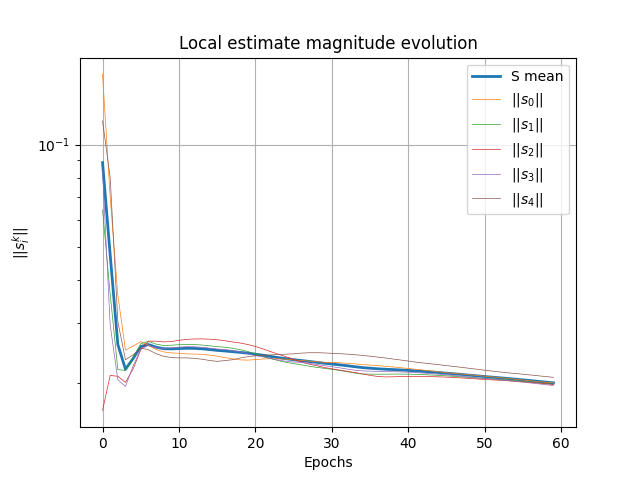 Local estimate magnitude evolution
S mean
||s₀||
||s₁||
||s₂||
||s₃||
||s₄||
10⁻¹
||sᵢᵏ||
0 10 20 30 40 50 60
Epochs